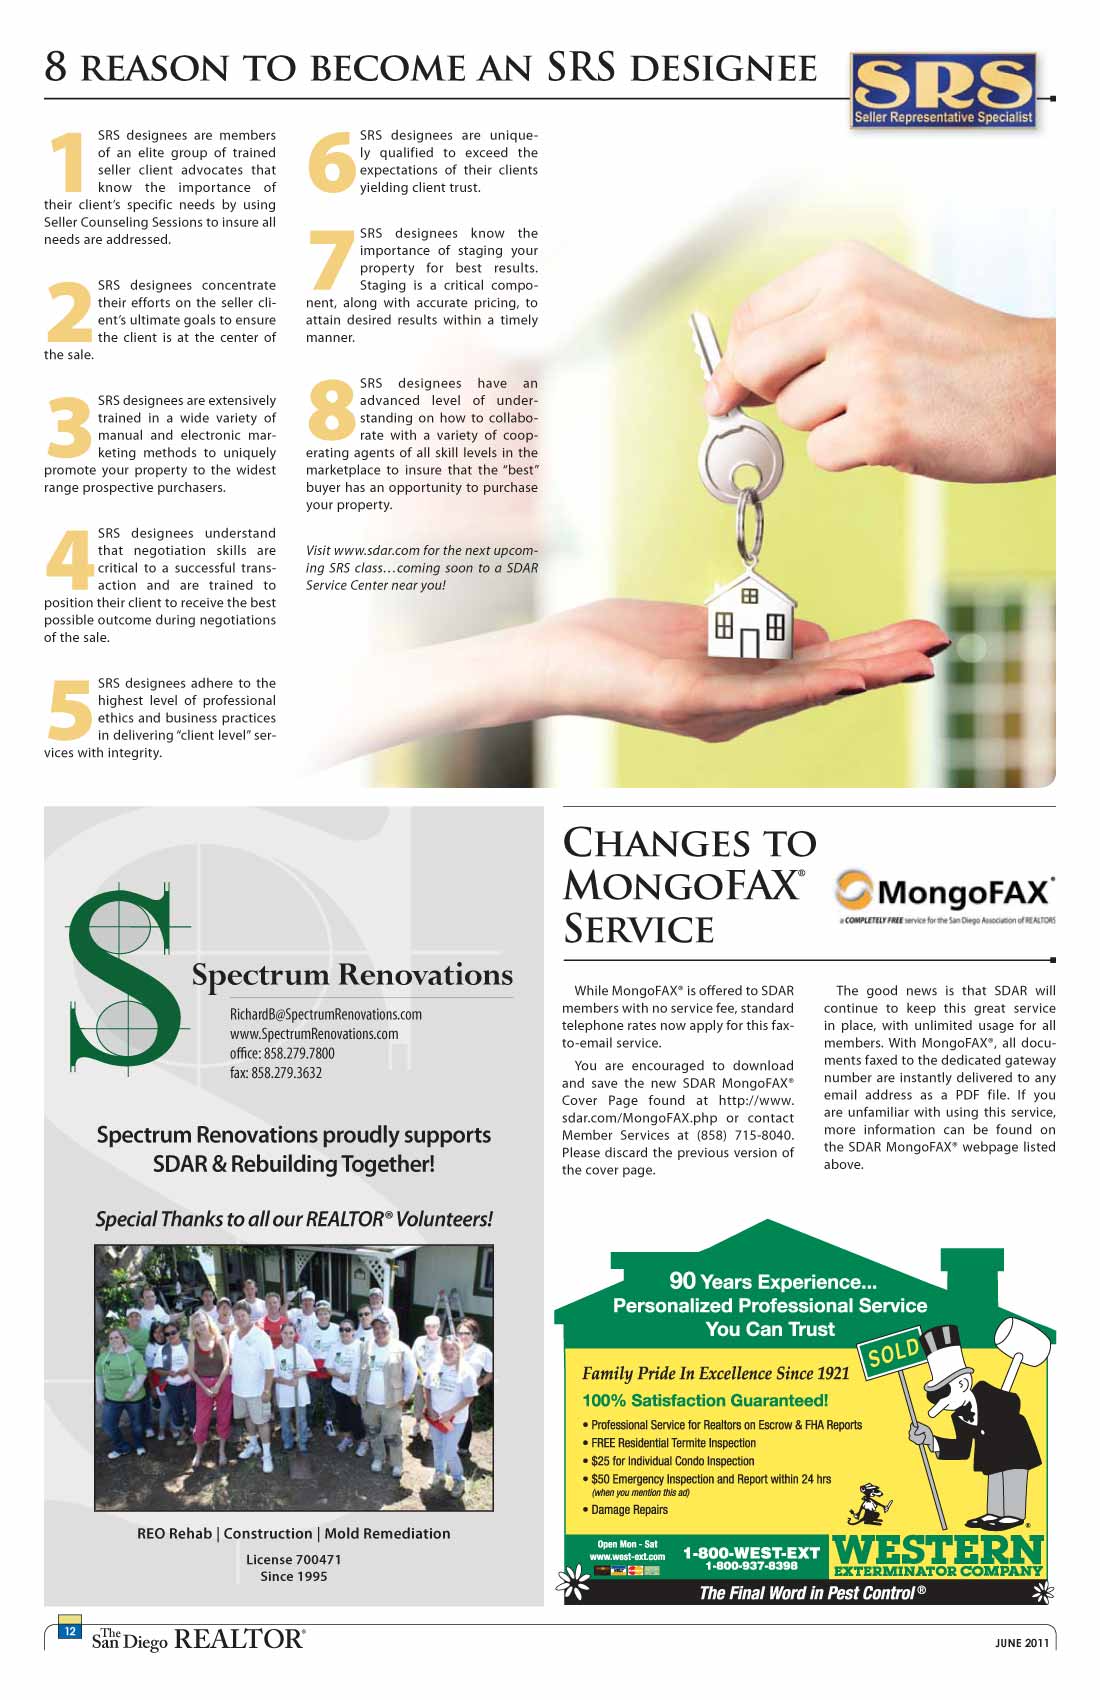 8 REASON TO BECOME AN SRS DESIGNEE
SRS
Seller Representative Specialist
1
SRS designees are members
of an elite group of trained
seller client advocates that
know the importance of
their client's specific needs by using
Seller Counseling Sessions to insure all
needs are addressed.
2
SRS designees concentrate
their efforts on the seller cli-
ent's ultimate goals to ensure
the client is at the center of
the sale.
3
SRS designees are extensively
trained in a wide variety of
manual and electronic mar-
keting methods to uniquely
promote your property to the widest
range prospective purchasers.
4
SRS designees understand
that negotiation skills are
critical to a successful trans-
action and are trained to
position their client to receive the best
possible outcome during negotiations
of the sale.
5
SRS designees adhere to the
highest level of professional
ethics and business practices
in delivering "client level" ser-
vices with integrity.
6
SRS designees are unique-
ly qualified to exceed the
expectations of their clients
yielding client trust.
7
SRS designees know the
importance of staging your
property for best results.
Staging is a critical compo-
nent, along with accurate pricing, to
attain desired results within a timely
manner.
8
SRS designees have an
advanced level of under-
standing on how to collabo-
rate with a variety of coop-
erating agents of all skill levels in the
marketplace to insure that the "best"
buyer has an opportunity to purchase
your property.
Visit www.sdar.com for the next upcom-
ing SRS class…coming soon to a SDAR
Service Center near you!
S
Spectrum Renovations
RichardB@SpectrumRenovations.com
www.SpectrumRenovations.com
office: 858.279.7800
fax: 858.279.3632
Spectrum Renovations proudly supports
SDAR & Rebuilding Together!
Special Thanks to all our REALTOR® Volunteers!
REO Rehab | Construction | Mold Remediation
License 700471
Since 1995
CHANGES TO
MONGOFAX®
SERVICE
MongoFAX®
a COMPLETELY FREE service for the San Diego Association of REALTORS
While MongoFAX® is offered to SDAR
members with no service fee, standard
telephone rates now apply for this fax-
to-email service.
You are encouraged to download
and save the new SDAR MongoFAX®
Cover Page found at http://www.
sdar.com/MongoFAX.php or contact
Member Services at (858) 715-8040.
Please discard the previous version of
the cover page.
The good news is that SDAR will
continue to keep this great service
in place, with unlimited usage for all
members. With MongoFAX®, all docu-
ments faxed to the dedicated gateway
number are instantly delivered to any
email address as a PDF file. If you
are unfamiliar with using this service,
more information can be found on
the SDAR MongoFAX® webpage listed
above.
90 Years Experience...
Personalized Professional Service
You Can Trust
SOLD
Family Pride In Excellence Since 1921
100% Satisfaction Guaranteed!
• Professional Service for Realtors on Escrow & FHA Reports
• FREE Residential Termite Inspection
• $25 for Individual Condo Inspection
• $50 Emergency Inspection and Report within 24 hrs
(when you mention this ad)
• Damage Repairs
Open Mon - Sat
www.west-ext.com
1-800-WEST-EXT
1-800-937-8398
WESTERN
EXTERMINATOR COMPANY
The Final Word in Pest Control®
12
The San Diego REALTOR®
JUNE 2011